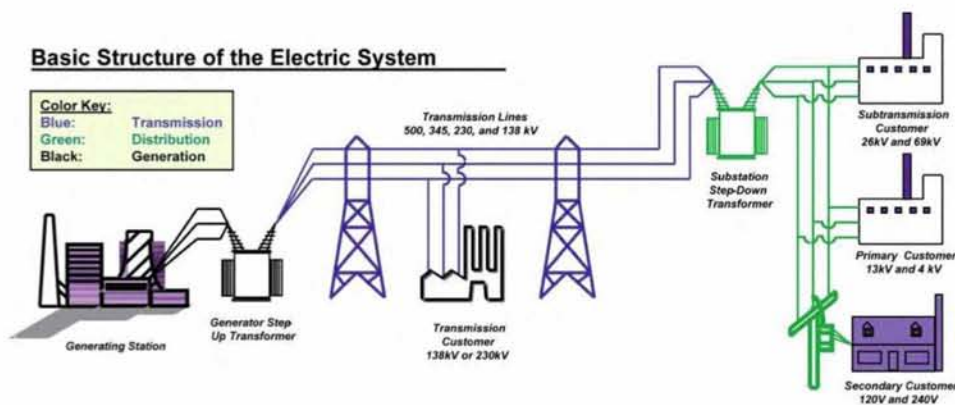 Basic Structure of the Electric System
Color Key:
Blue: Transmission
Green: Distribution
Black: Generation
Transmission Lines
500, 345, 230, and 138 kV
Substation
Step-Down
Transformer
Subtransmission
Customer
26kV and 69kV
Primary Customer
13kV and 4 kV
Generating Station
Generator Step-
Up Transformer
Transmission
Customer
138kV or 230kV
Secondary Customer
120V and 240V